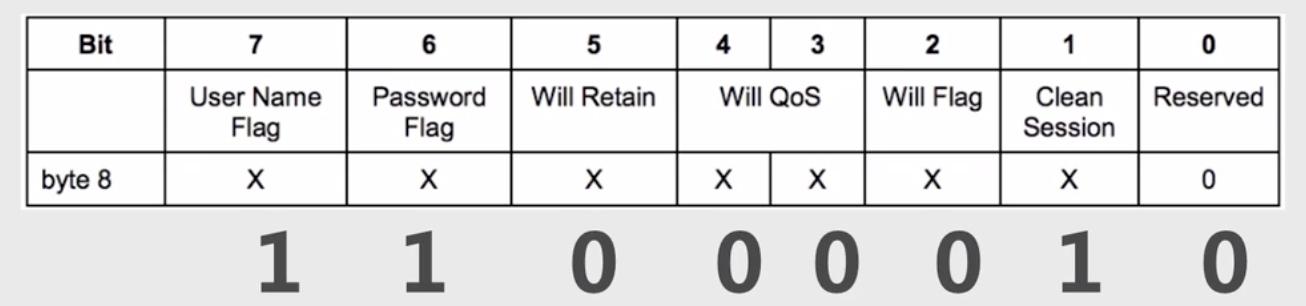 Bit 7 6 5 4 3 2 1 0
User Name Flag Password Flag Will Retain Will QoS Will Flag Clean Session Reserved
byte 8 X X X X X X X 0
1 1 0 0 0 0 1 0